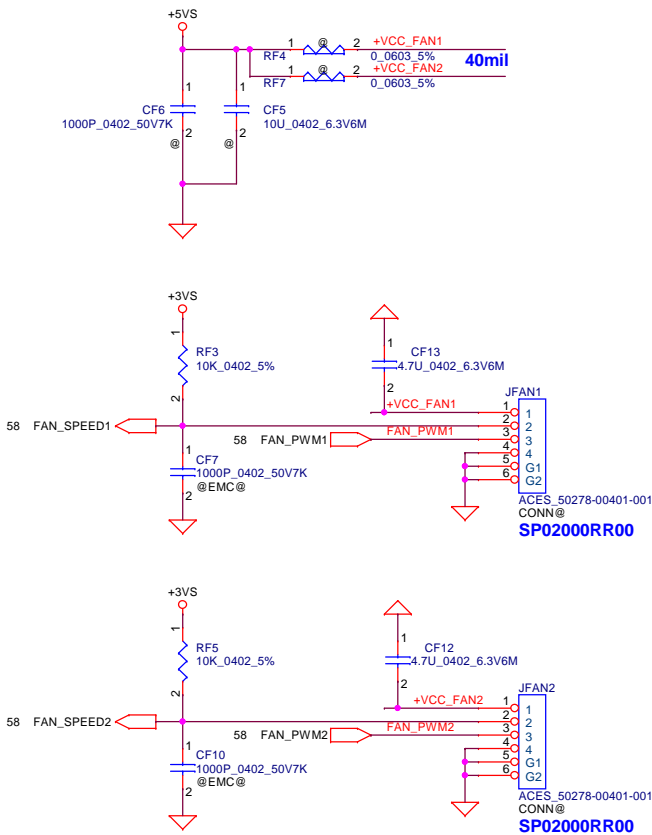 +5VS
1 @ 2 +VCC_FAN1
RF4 0_0603_5% 40mil
1 @ 2 +VCC_FAN2
RF7 0_0603_5%
1 1
CF6 CF5
1000P_0402_50V7K 10U_0402_6.3V6M
2 2
@ @
+3VS
1
RF3
10K_0402_5%
2
1
CF13
4.7U_0402_6.3V6M
2
+VCC_FAN1
JFAN1
58 FAN_SPEED1
58 FAN_PWM1 FAN_PWM1
1 1
2 2
3 3
4 4
5 G1
6 G2
1
CF7
1000P_0402_50V7K
@EMC@
2
ACES_50278-00401-001
CONN@
SP02000RR00
+3VS
1
RF5
10K_0402_5%
2
1
CF12
4.7U_0402_6.3V6M
2
+VCC_FAN2
JFAN2
58 FAN_SPEED2
58 FAN_PWM2 FAN_PWM2
1 1
2 2
3 3
4 4
5 G1
6 G2
1
CF10
1000P_0402_50V7K
@EMC@
2
ACES_50278-00401-001
CONN@
SP02000RR00